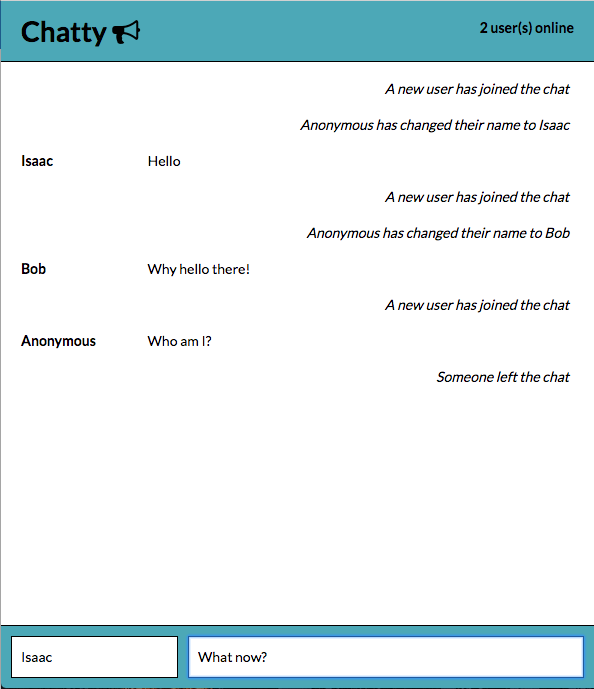 Chatty
2 user(s) online
A new user has joined the chat
Anonymous has changed their name to Isaac
Isaac Hello
A new user has joined the chat
Anonymous has changed their name to Bob
Bob Why hello there!
A new user has joined the chat
Anonymous Who am I?
Someone left the chat
Isaac What now?